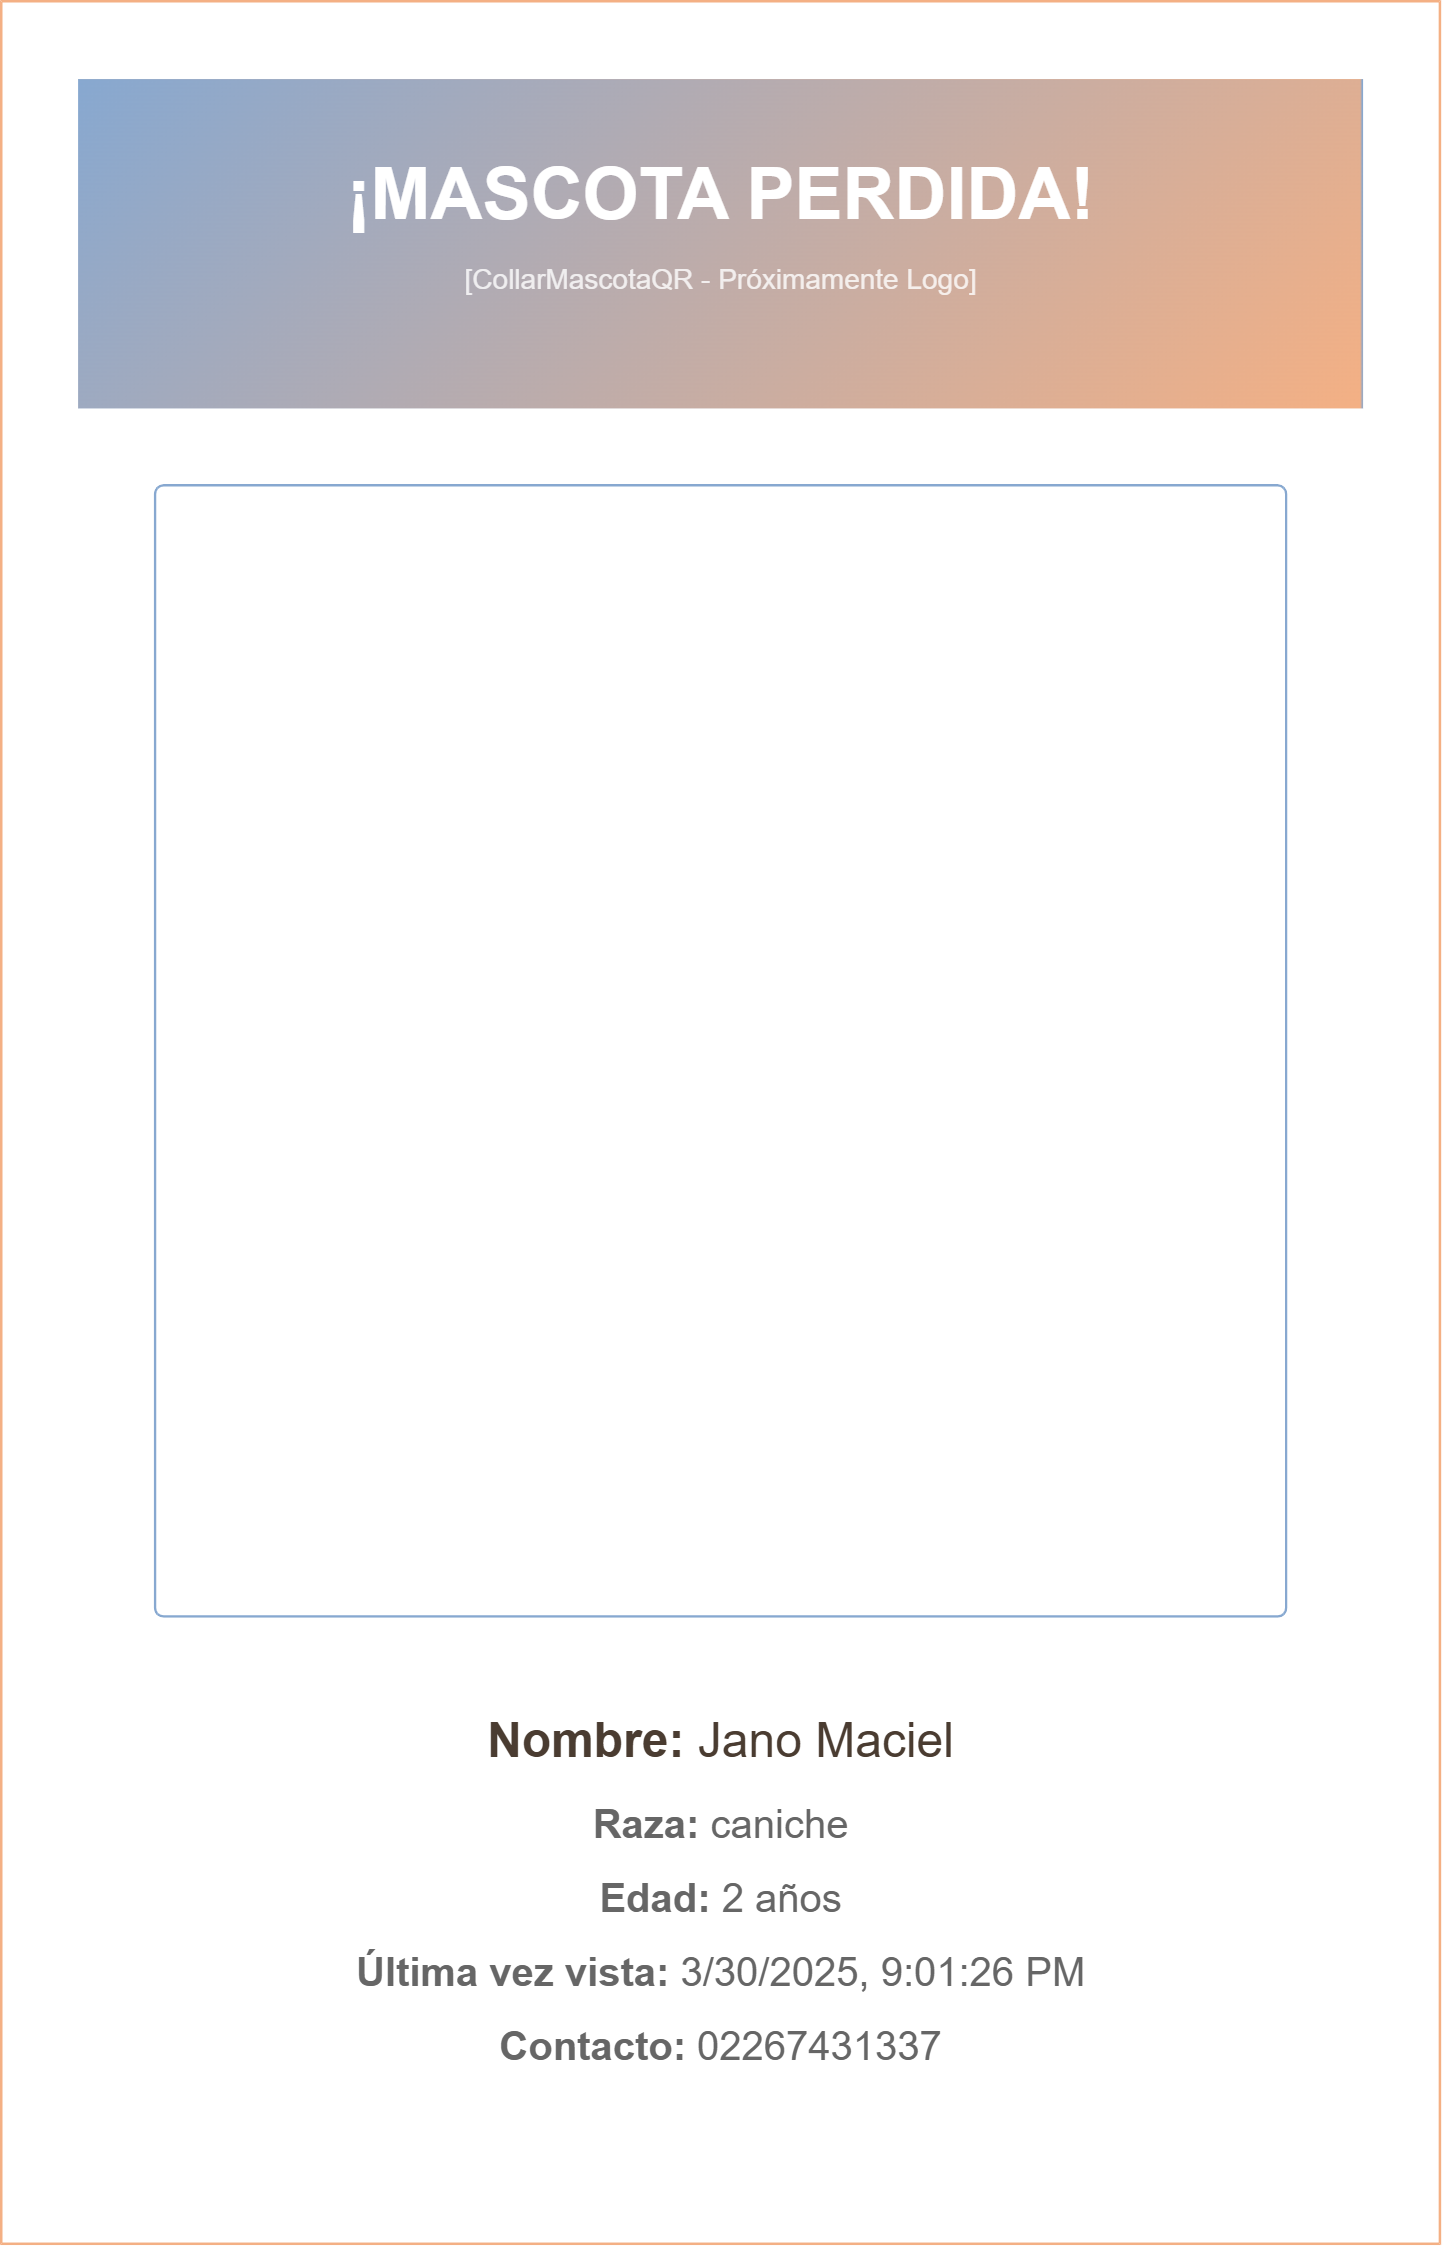 ¡MASCOTA PERDIDA!
[CollarMascotaQR - Próximamente Logo]
Nombre: Jano Maciel
Raza: caniche
Edad: 2 años
Última vez vista: 3/30/2025, 9:01:26 PM
Contacto: 02267431337